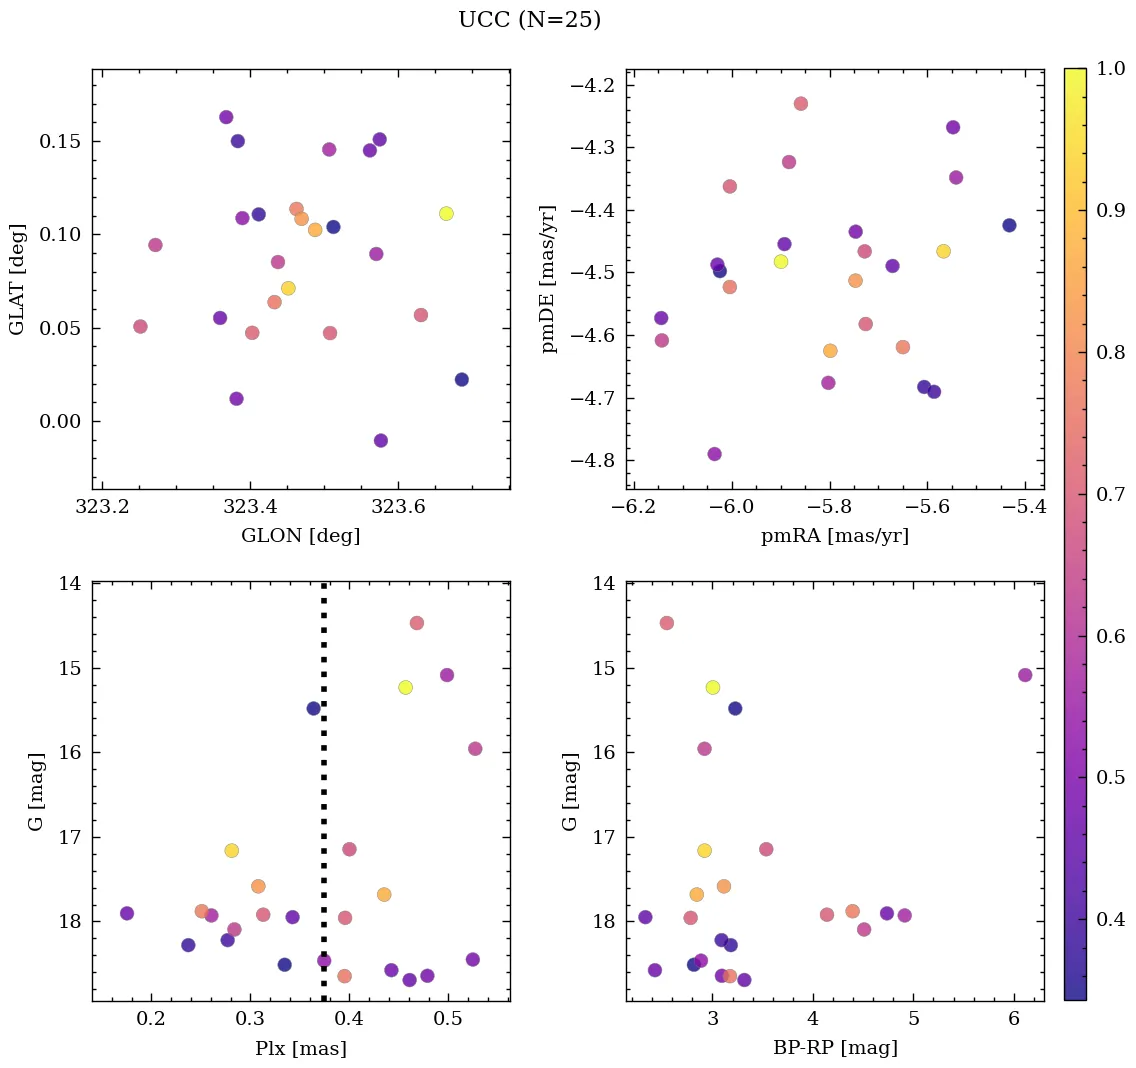 UCC (N=25)
0.15
0.10
0.05
0.00
GLAT [deg]
323.2 323.4 323.6
GLON [deg]
−4.2
−4.3
−4.4
−4.5
−4.6
−4.7
−4.8
pmDE [mas/yr]
−6.2 −6.0 −5.8 −5.6 −5.4
pmRA [mas/yr]
14
15
16
17
18
G [mag]
0.2 0.3 0.4 0.5
Plx [mas]
14
15
16
17
18
G [mag]
3 4 5 6
BP-RP [mag]
1.0
0.9
0.8
0.7
0.6
0.5
0.4